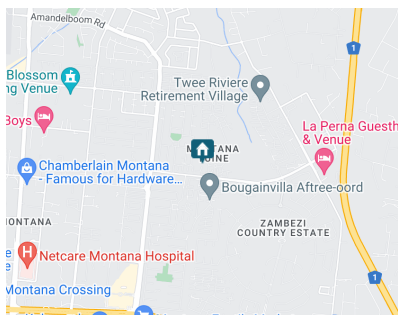 Amandelboom Rd
1
Blossom
ng Venue
Twee Riviere
Retirement Village
Boys
La Perna Guesth
& Venue
Chamberlain Montana
- Famous for Hardware...
Bougainvilla Aftree-oord
MONTANA
ZAMBEZI
COUNTRY ESTATE
H
Netcare Montana Hospital
1
Montana Crossing